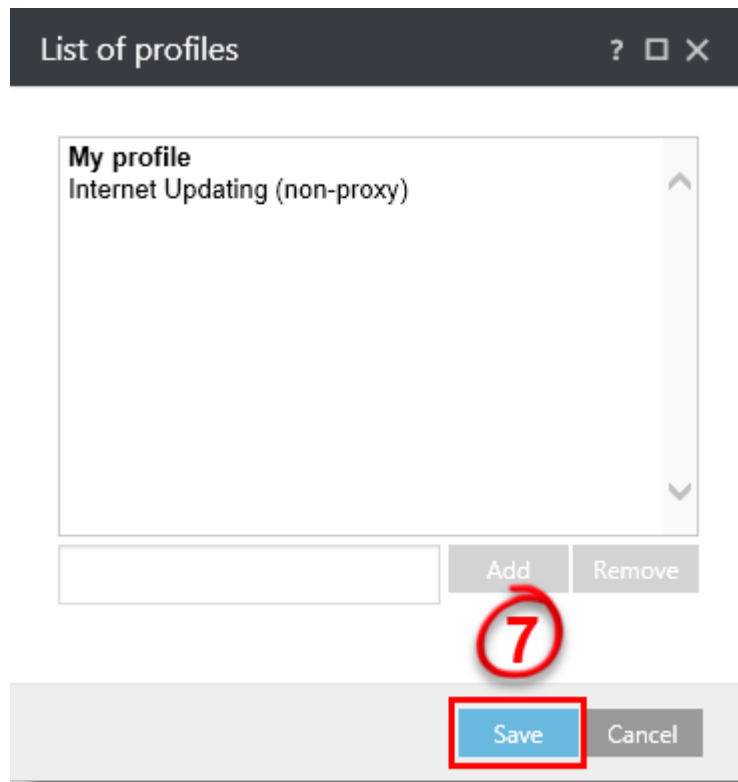 List of profiles ?
My profile
Internet Updating (non-proxy)
Add Remove
7
Save Cancel